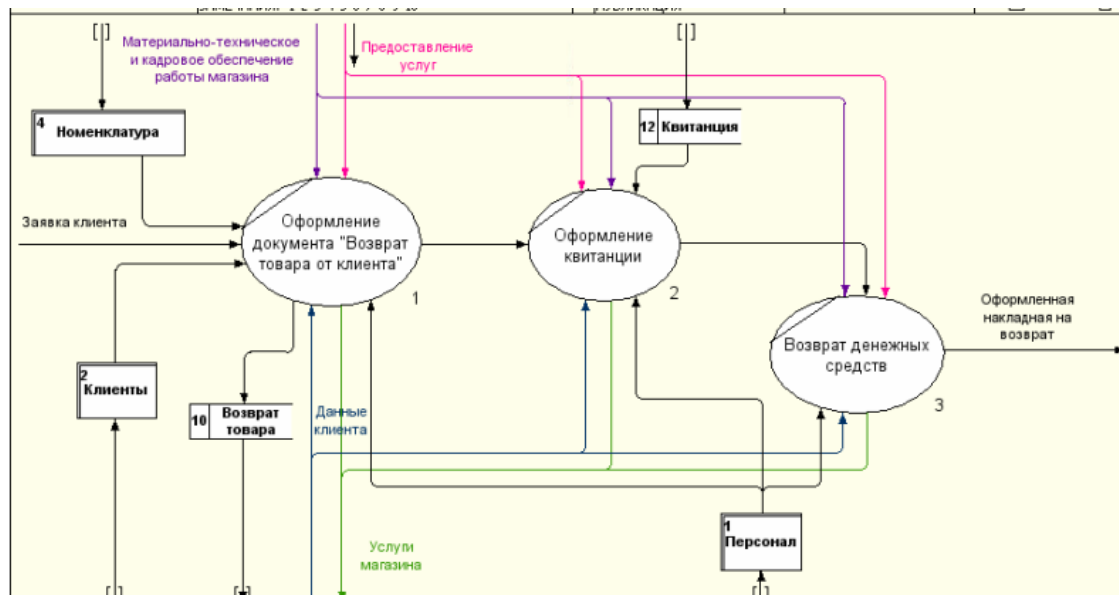 Материально-техническое
и кадровое обеспечение
работы магазина
Предоставление
услуг
4
Номенклатура
12 Квитанция
Заявка клиента
Оформление
документа "Возврат
товара от клиента"
1
Оформление
квитанции
2
Возврат денежных
средств
3
Оформленная
накладная на
возврат
2
Клиенты
10
Возврат
товара
Данные
клиента
1
Персонал
Услуги
магазина